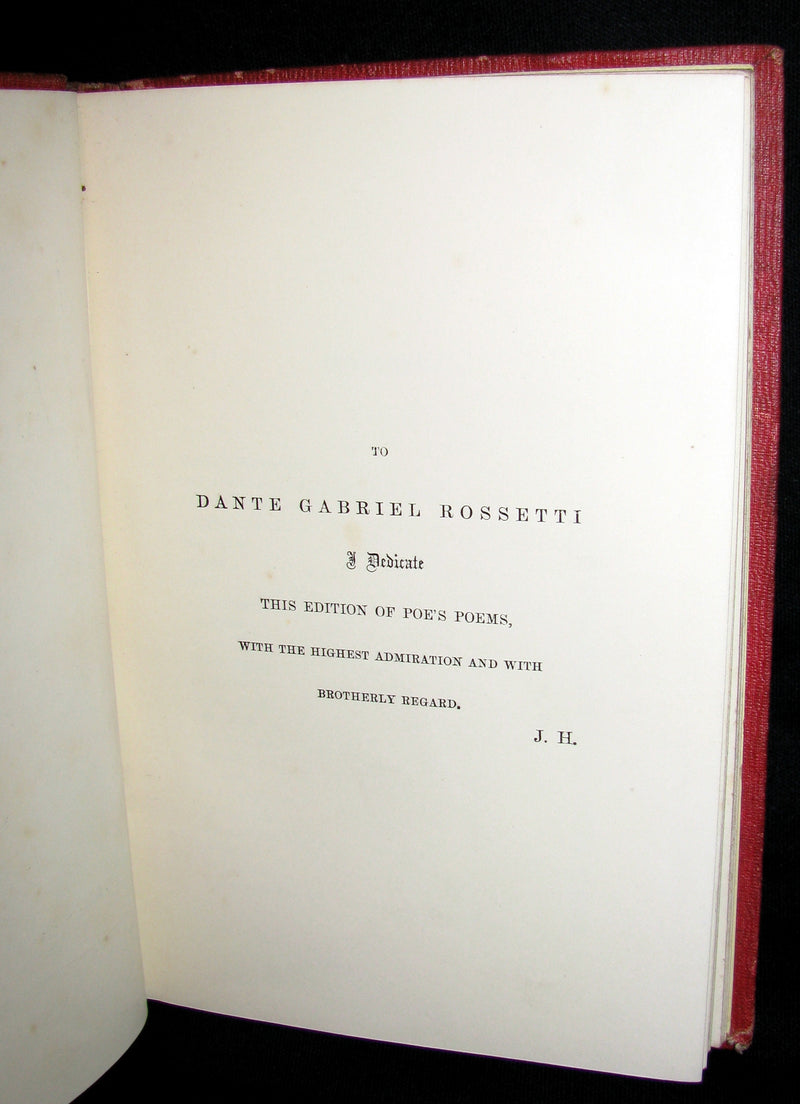 TO
DANTE GABRIEL ROSSETTI
I Dedicate
THIS EDITION OF POE'S POEMS,
WITH THE HIGHEST ADMIRATION AND WITH
BROTHERLY REGARD.
J. H.